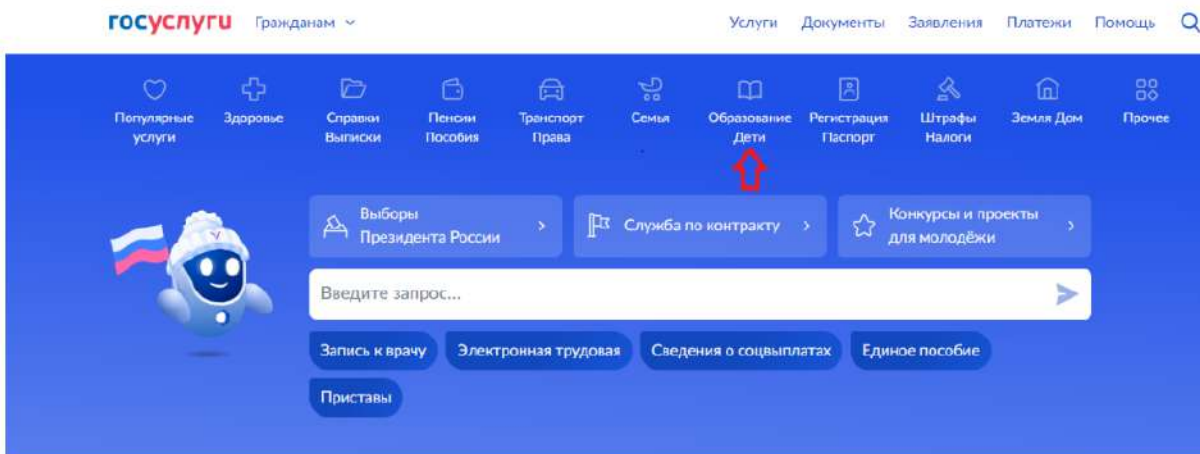 госуслуги Гражданам Услуги Документы Заявления Платежи Помощь
Популярные услуги
Здоровье
Справки Выписки
Пенсии Пособия
Транспорт Права
Семья
Образование Дети
Регистрация Паспорт
Штрафы Налоги
Земля Дом
Прочее
Выборы
Президента России
Служба по контракту
Конкурсы и проекты
для молодёжи
Введите запрос...
Запись к врачу Электронная трудовая Сведения о соцвыплатах Единое пособие
Приставы